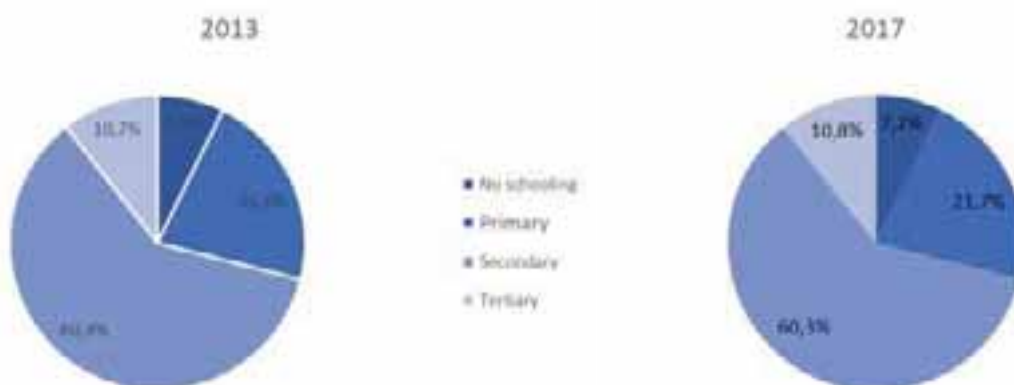 2013
2017
10,7%
10,8%
7,2%
21,7%
60,3%
No schooling
Primary
Secondary
Tertiary